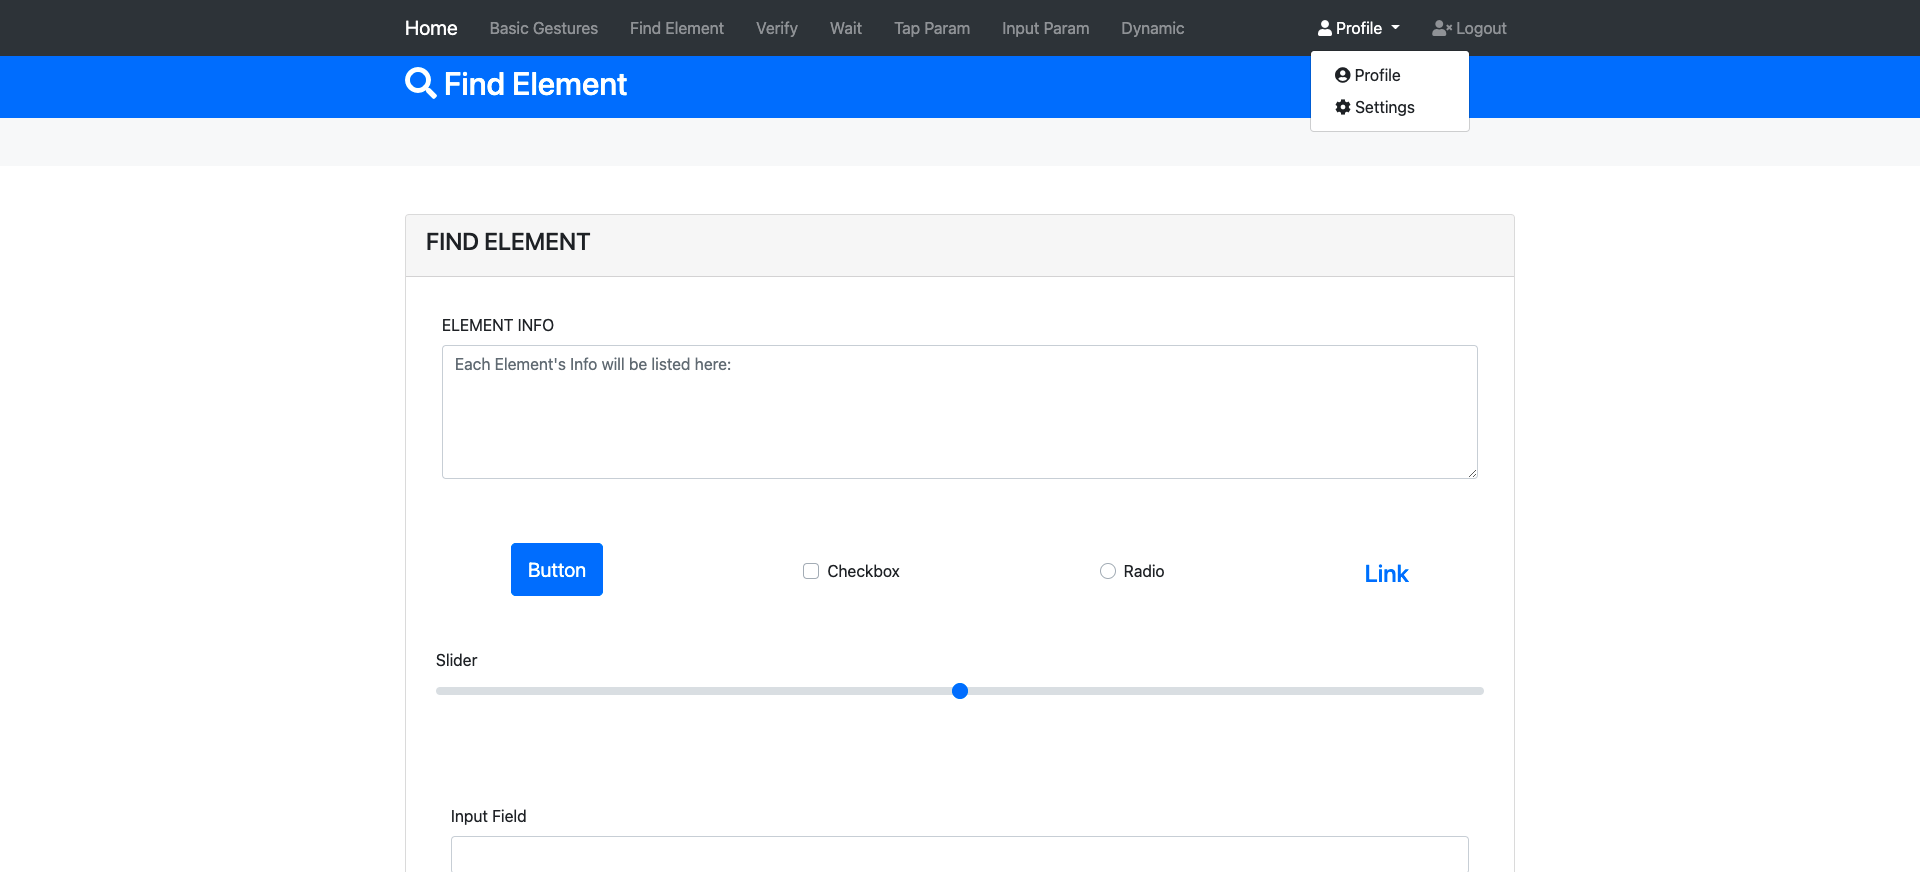 Home Basic Gestures Find Element Verify Wait Tap Param Input Param Dynamic Profile Logout
Find Element
Profile
Settings
FIND ELEMENT
ELEMENT INFO
Each Element's Info will be listed here:
Button Checkbox Radio Link
Slider
Input Field